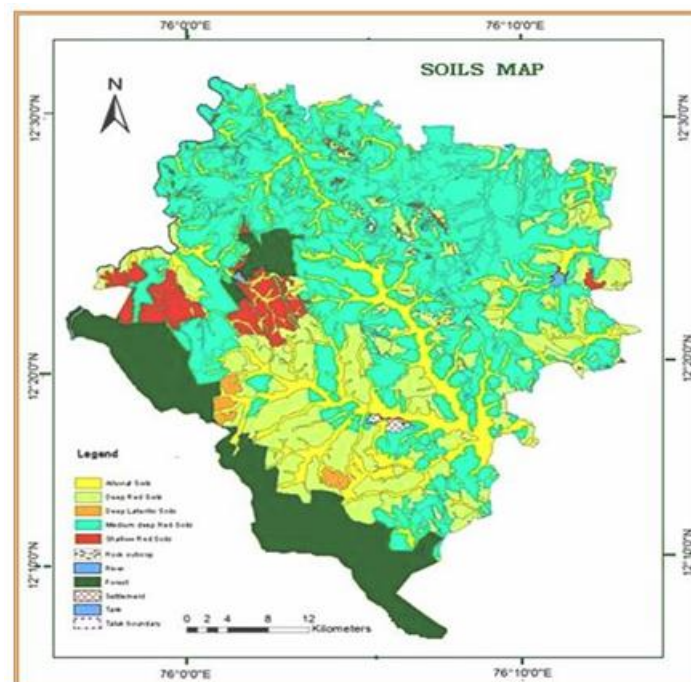 76°0'0"E 76°10'0"E
SOILS MAP
N
12°30'0"N 12°30'0"N
12°20'0"N 12°20'0"N
12°10'0"N 12°10'0"N
Legend
Alluvial Soils
Deep Red Soils
Deep Lateritic Soils
Medium deep Red Soils
Shallow Red Soils
Rock outcrop
River
Forest
Settlement
Tank
Taluk boundary
0 2 4 8 12
Kilometers
76°0'0"E 76°10'0"E